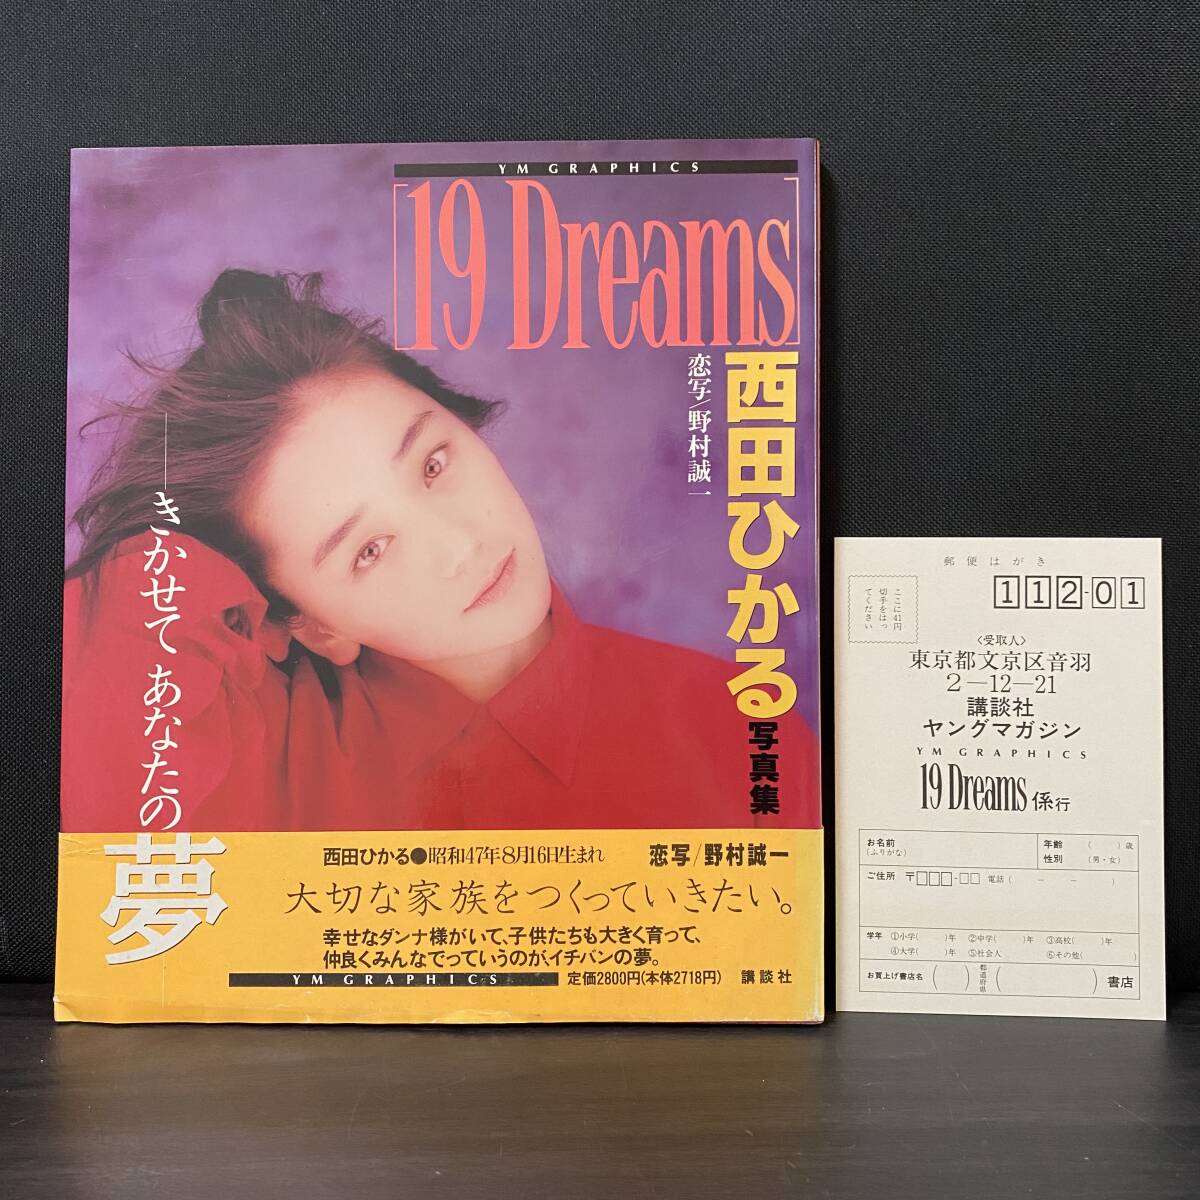 YM GRAPHICS
[19 Dreams]
西田ひかる写真集
恋写/野村誠一
――きかせて あなたの夢
西田ひかる●昭和47年8月16日生まれ
恋写/野村誠一
大切な家族をつくっていきたい。
幸せなダンナ様がいて、子供たちも大きく育って、
仲良くみんなでっていうのが、イチバンの夢。
YM GRAPHICS
定価2800円(本体2718円)
講談社
郵便はがき
112-01
ここに41円
切手をはっ
てください
〈受取人〉
東京都文京区音羽
2―12―21
講談社
ヤングマガジン
YM GRAPHICS
19 Dreams 係行
お名前
(ふりがな)
年齢 ( )歳
性別 (男・女)
ご住所 〒 - 電話( - - )
学年 ①小学( )年 ②中学( )年 ③高校( )年
④大学( )年 ⑤社会人 ⑥その他( )
お買上げ書店名 ( ) 都道府県 ( ) 書店